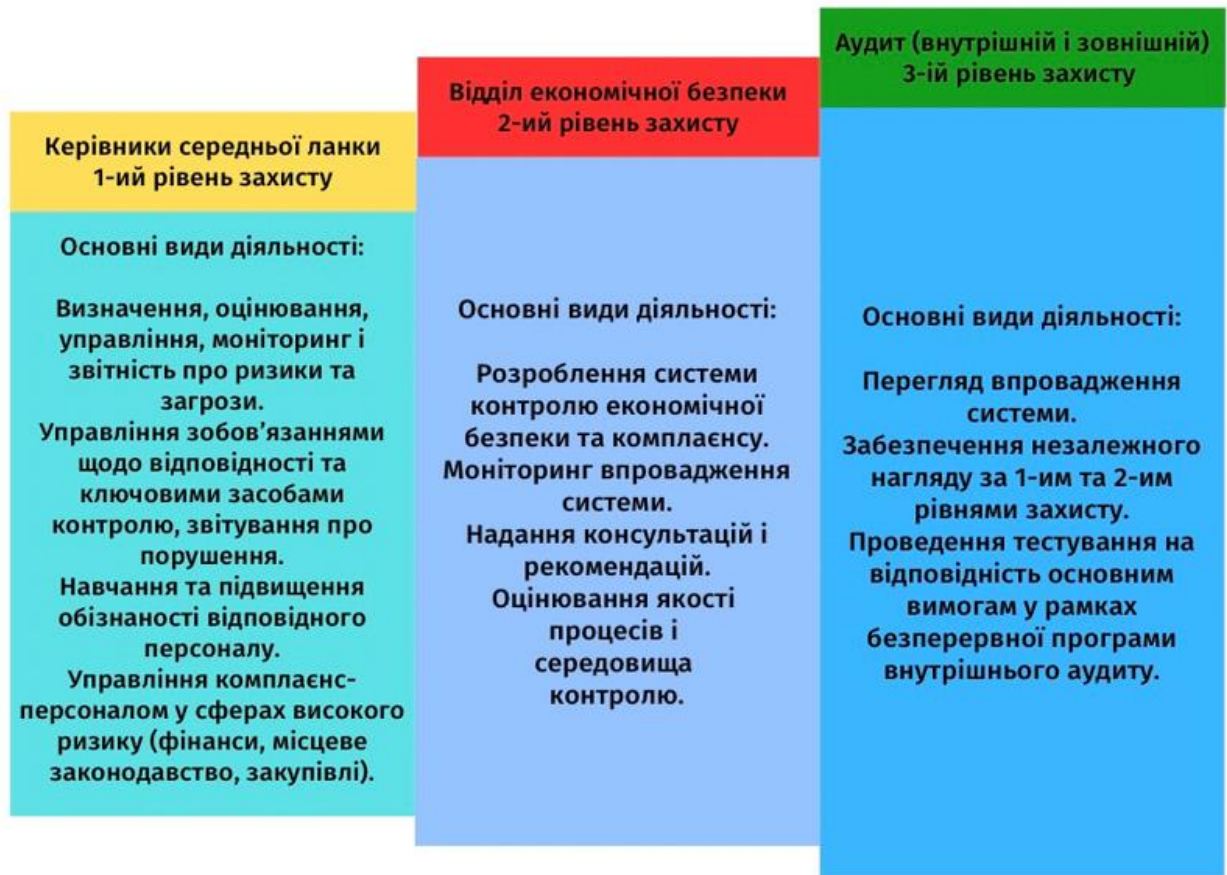 Керівники середньої ланки
1-ий рівень захисту
Основні види діяльності:
Визначення, оцінювання,
управління, моніторинг і
звітність про ризики та
загрози.
Управління зобов’язаннями
щодо відповідності та
ключовими засобами
контролю, звітування про
порушення.
Навчання та підвищення
обізнаності відповідного
персоналу.
Управління комплаєнс-
персоналом у сферах високого
ризику (фінанси, місцеве
законодавство, закупівлі).
Відділ економічної безпеки
2-ий рівень захисту
Основні види діяльності:
Розроблення системи
контролю економічної
безпеки та комплаєнсу.
Моніторинг впровадження
системи.
Надання консультацій і
рекомендацій.
Оцінювання якості
процесів і
середовища
контролю.
Аудит (внутрішній і зовнішній)
3-ій рівень захисту
Основні види діяльності:
Перегляд впровадження
системи.
Забезпечення незалежного
нагляду за 1-им та 2-им
рівнями захисту.
Проведення тестування на
відповідність основним
вимогам у рамках
безперервної програми
внутрішнього аудиту.